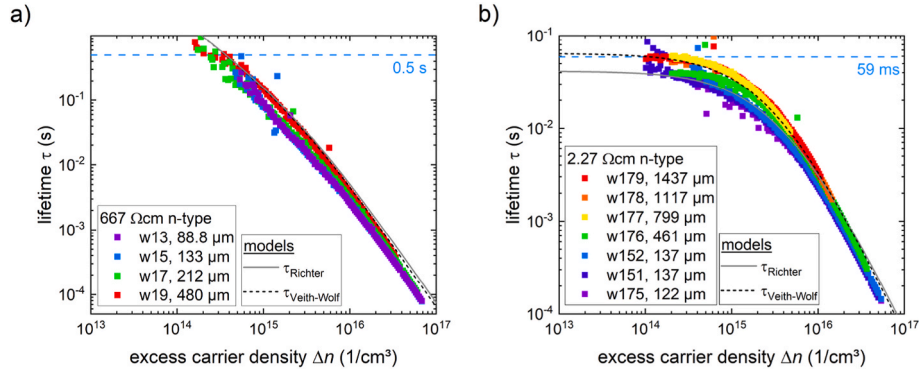 a)
lifetime τ (s)
10⁻¹
10⁻²
10⁻³
10⁻⁴
0.5 s
667 Ωcm n-type
w13, 88.8 µm
w15, 133 µm
w17, 212 µm
w19, 480 µm
models
τRichter
τVeith-Wolf
10¹³ 10¹⁴ 10¹⁵ 10¹⁶ 10¹⁷
excess carrier density Δn (1/cm³)
b)
lifetime τ (s)
10⁻¹
10⁻²
10⁻³
10⁻⁴
59 ms
2.27 Ωcm n-type
w179, 1437 µm
w178, 1117 µm
w177, 799 µm
w176, 461 µm
w152, 137 µm
w151, 137 µm
w175, 122 µm
models
τRichter
τVeith-Wolf
10¹³ 10¹⁴ 10¹⁵ 10¹⁶ 10¹⁷
excess carrier density Δn (1/cm³)